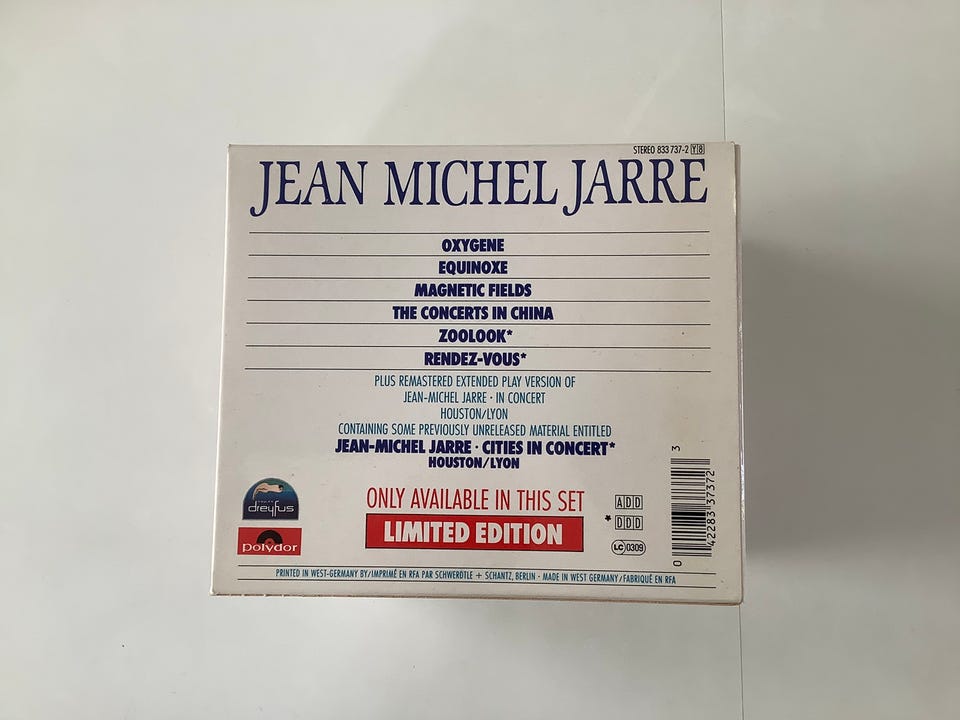 STEREO 833 737-2 Y8
JEAN MICHEL JARRE
OXYGENE
EQUINOXE
MAGNETIC FIELDS
THE CONCERTS IN CHINA
ZOOLOOK*
RENDEZ-VOUS*
PLUS REMASTERED EXTENDED PLAY VERSION OF
JEAN-MICHEL JARRE · IN CONCERT
HOUSTON/LYON
CONTAINING SOME PREVIOUSLY UNRELEASED MATERIAL ENTITLED
JEAN-MICHEL JARRE · CITIES IN CONCERT*
HOUSTON/LYON
dreyfus
polydor
ONLY AVAILABLE IN THIS SET
LIMITED EDITION
ADD
* DDD
LC 0309
0 42283 37372 3
PRINTED IN WEST-GERMANY BY/IMPRIMÉ EN RFA PAR SCHWERDTLE + SCHANTZ, BERLIN · MADE IN WEST GERMANY/FABRIQUÉ EN RFA